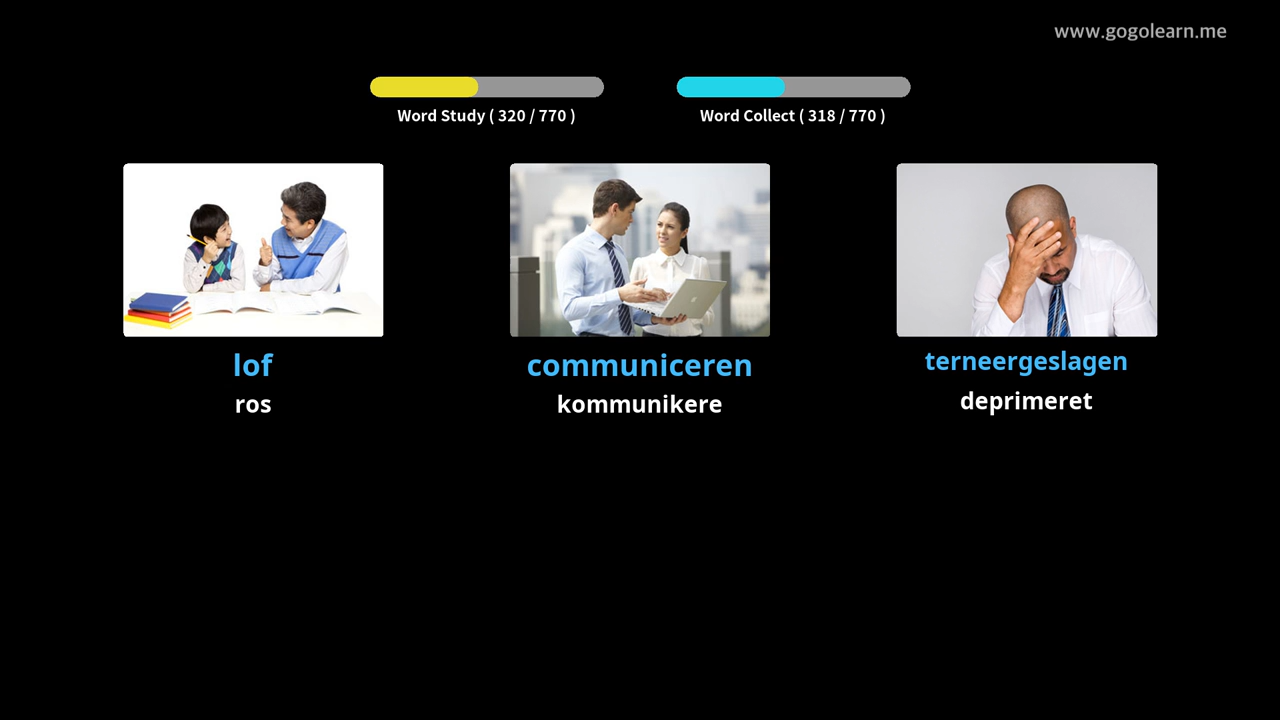 www.gogolearn.me
Word Study ( 320 / 770 )
Word Collect ( 318 / 770 )
lof
ros
communiceren
kommunikere
terneergeslagen
deprimeret